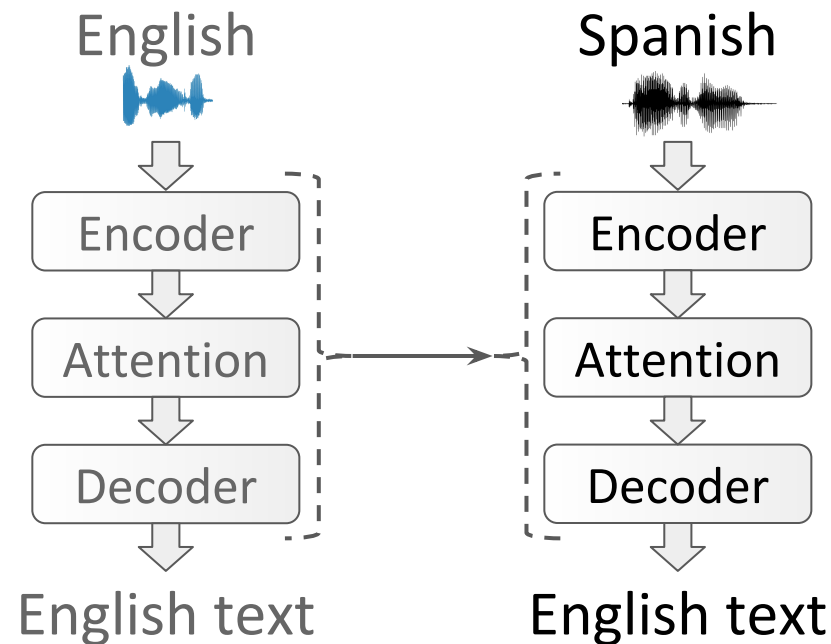 English
Encoder
Attention
Decoder
English text
Spanish
Encoder
Attention
Decoder
English text